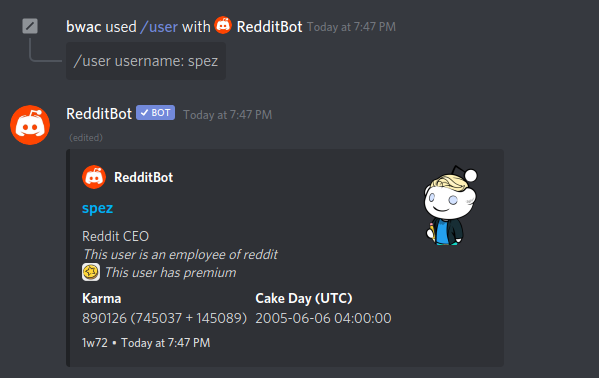 bwac used /user with RedditBot Today at 7:47 PM
/user username: spez
RedditBot BOT Today at 7:47 PM
(edited)
RedditBot
spez
Reddit CEO
This user is an employee of reddit
This user has premium
Karma Cake Day (UTC)
890126 (745037 + 145089) 2005-06-06 04:00:00
1w72 • Today at 7:47 PM